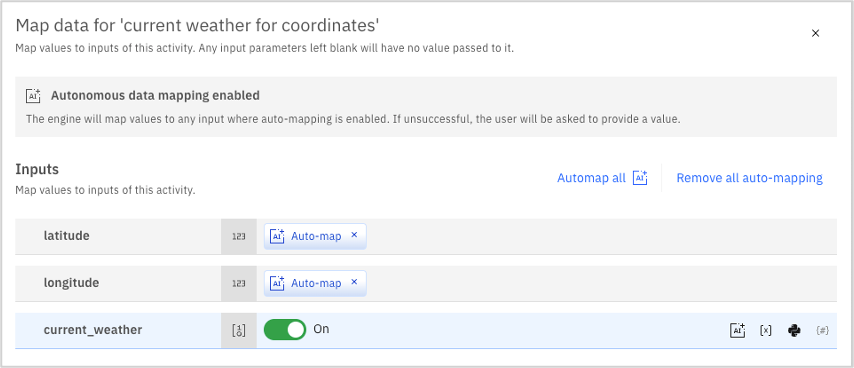 Map data for 'current weather for coordinates'
Map values to inputs of this activity. Any input parameters left blank will have no value passed to it.
Autonomous data mapping enabled
The engine will map values to any input where auto-mapping is enabled. If unsuccessful, the user will be asked to provide a value.
Inputs
Map values to inputs of this activity.
Automap all AI Remove all auto-mapping
latitude 123 AI Auto-map ×
longitude 123 AI Auto-map ×
current_weather On AI [x] {#}